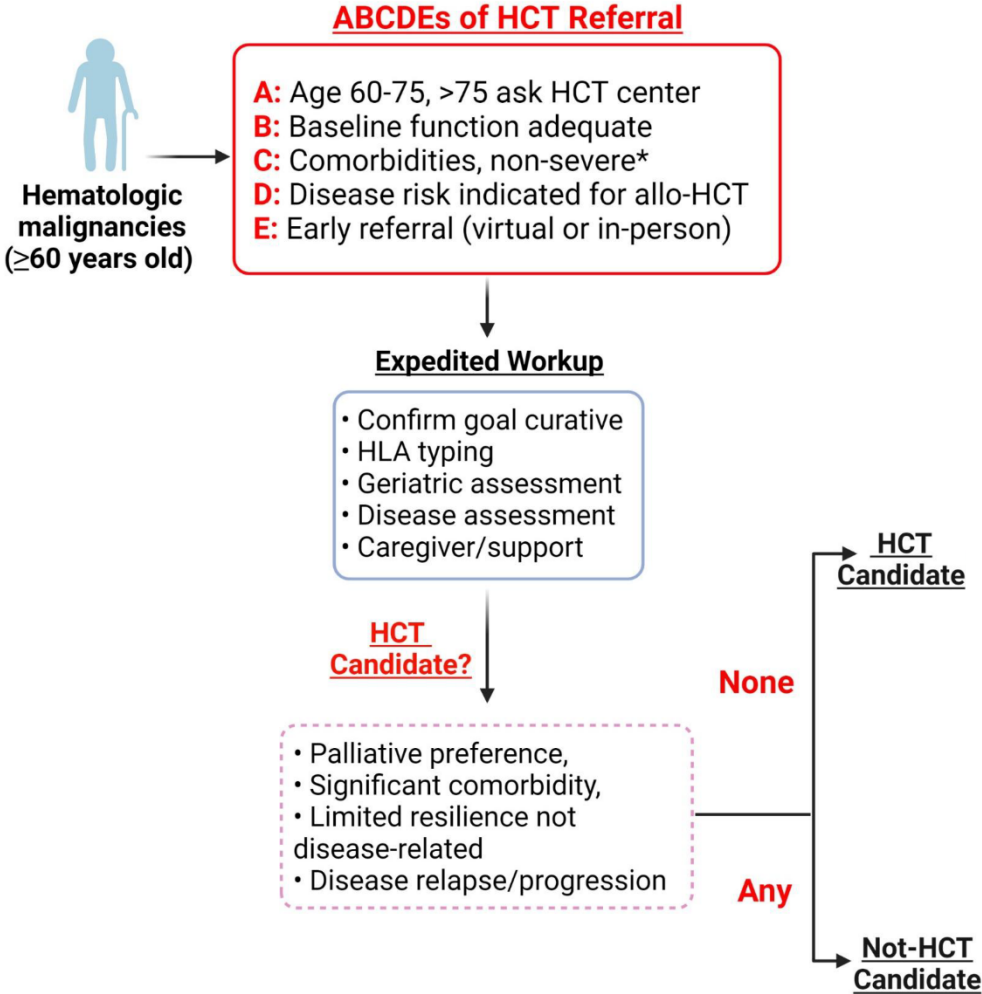 ABCDEs of HCT Referral
A: Age 60-75, >75 ask HCT center
B: Baseline function adequate
C: Comorbidities, non-severe*
D: Disease risk indicated for allo-HCT
E: Early referral (virtual or in-person)
Hematologic
malignancies
(≥60 years old)
Expedited Workup
• Confirm goal curative
• HLA typing
• Geriatric assessment
• Disease assessment
• Caregiver/support
HCT
Candidate?
• Palliative preference,
• Significant comorbidity,
• Limited resilience not
disease-related
• Disease relapse/progression
None
HCT
Candidate
Any
Not-HCT
Candidate